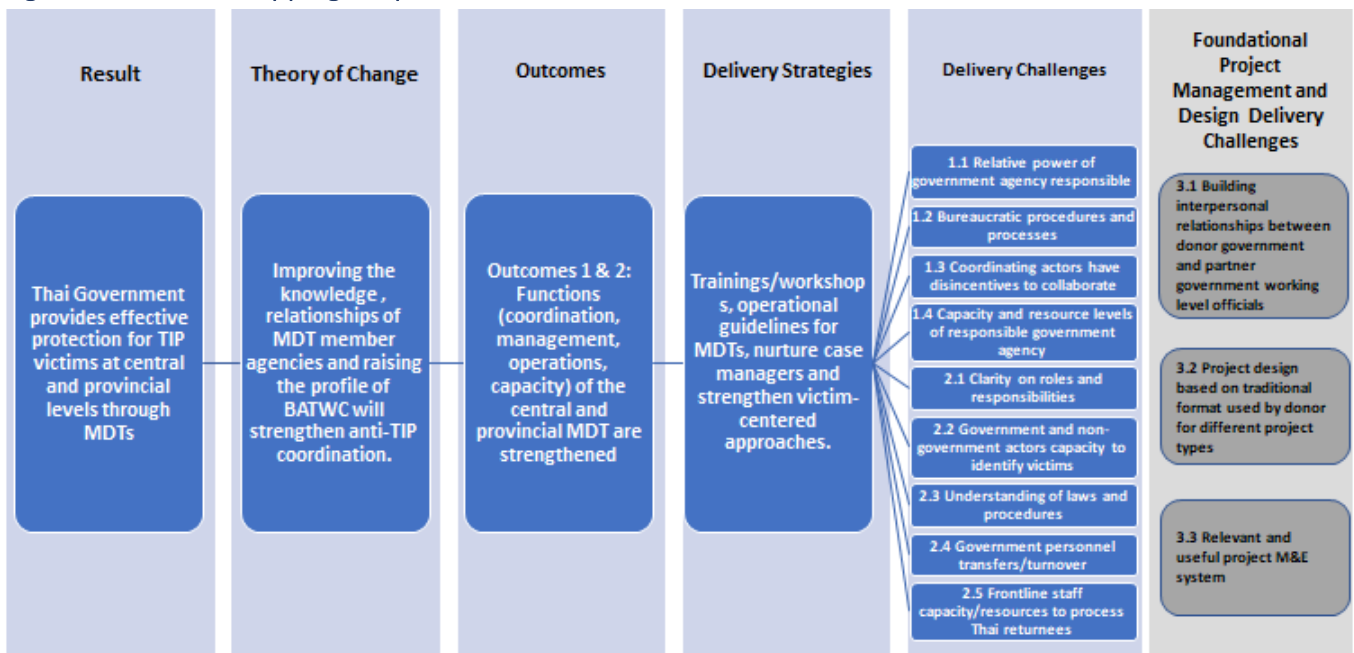 Result
Thai Government
provides effective
protection for TIP
victims at central
and provincial
levels through
MDTs
Theory of Change
Improving the
knowledge ,
relationships of
MDT member
agencies and raising
the profile of
BATWC will
strengthen anti-TIP
coordination.
Outcomes
Outcomes 1 & 2:
Functions
(coordination,
management,
operations,
capacity) of the
central and
provincial MDT are
strengthened
Delivery Strategies
Trainings/workshop
s, operational
guidelines for
MDTs, nurture case
managers and
strengthen victim-
centered
approaches.
Delivery Challenges
1.1 Relative power of
government agency responsible
1.2 Bureaucratic procedures and
processes
1.3 Coordinating actors have
disincentives to collaborate
1.4 Capacity and resource levels
of responsible government
agency
2.1 Clarity on roles and
responsibilities
2.2 Government and non-
government actors capacity to
identify victims
2.3 Understanding of laws and
procedures
2.4 Government personnel
transfers/turnover
2.5 Frontline staff
capacity/resources to process
Thai returnees
Foundational
Project
Management and
Design Delivery
Challenges
3.1 Building
interpersonal
relationships between
donor government
and partner
government working
level officials
3.2 Project design
based on traditional
format used by donor
for different project
types
3.3 Relevant and
useful project M&E
system